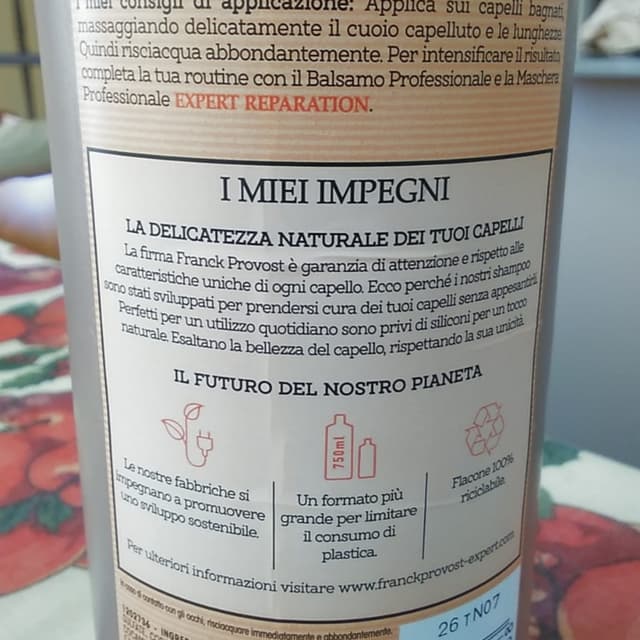 I miei consigli di applicazione: Applica sui capelli bagnati,
massaggiando delicatamente il cuoio capelluto e le lunghezze.
Quindi risciacqua abbondantemente. Per intensificare il risultato
completa la tua routine con il Balsamo Professionale e la Maschera
Professionale EXPERT REPARATION.
I MIEI IMPEGNI
LA DELICATEZZA NATURALE DEI TUOI CAPELLI
La firma Franck Provost è garanzia di attenzione e rispetto alle
caratteristiche uniche di ogni capello. Ecco perché i nostri shampoo
sono stati sviluppati per prendersi cura dei tuoi capelli senza appesantirli.
Perfetti per un utilizzo quotidiano sono privi di siliconi per un tocco
naturale. Esaltano la bellezza del capello, rispettando la sua unicità.
IL FUTURO DEL NOSTRO PIANETA
Le nostre fabbriche si
impegnano a promuovere
uno sviluppo sostenibile.
750ml
Un formato più
grande per limitare
il consumo di
plastica.
Flacone 100%
riciclabile.
Per ulteriori informazioni visitare www.franckprovost-expert.com
In caso di contatto con gli occhi, risciacquare immediatamente e abbondantemente.
26 TN07